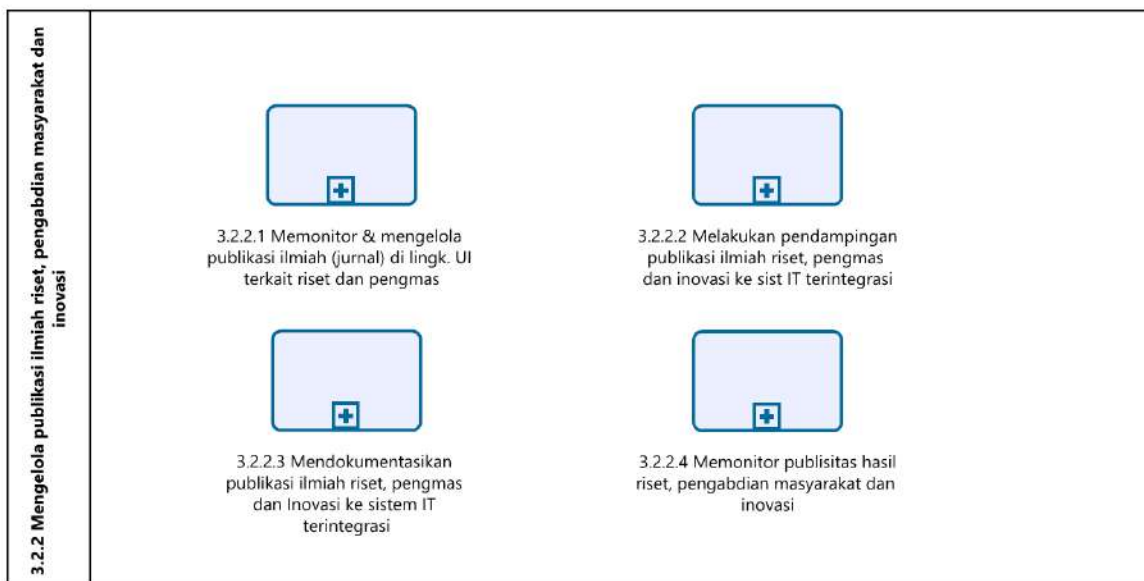 3.2.2 Mengelola publikasi ilmiah riset, pengabdian masyarakat dan
inovasi
3.2.2.1 Memonitor & mengelola
publikasi ilmiah (jurnal) di lingk. UI
terkait riset dan pengmas
3.2.2.2 Melakukan pendampingan
publikasi ilmiah riset, pengmas
dan inovasi ke sist IT terintegrasi
3.2.2.3 Mendokumentasikan
publikasi ilmiah riset, pengmas
dan Inovasi ke sistem IT
terintegrasi
3.2.2.4 Memonitor publisitas hasil
riset, pengabdian masyarakat dan
inovasi